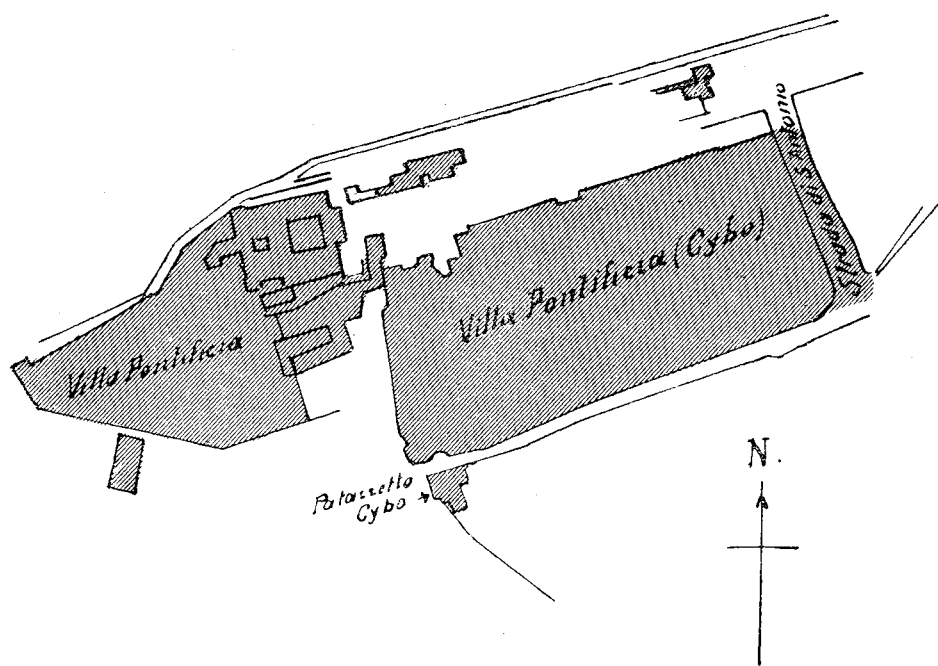 Villa Pontificia
Villa Pontificia (Cybo)
Strada di S. Antonio
Palazzetto
Cybo
N.